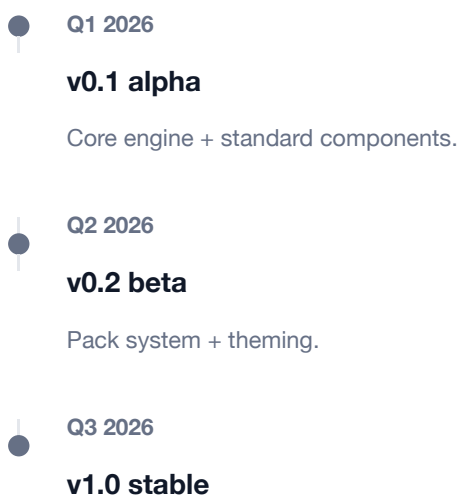 Q1 2026
v0.1 alpha
Core engine + standard components.
Q2 2026
v0.2 beta
Pack system + theming.
Q3 2026
v1.0 stable